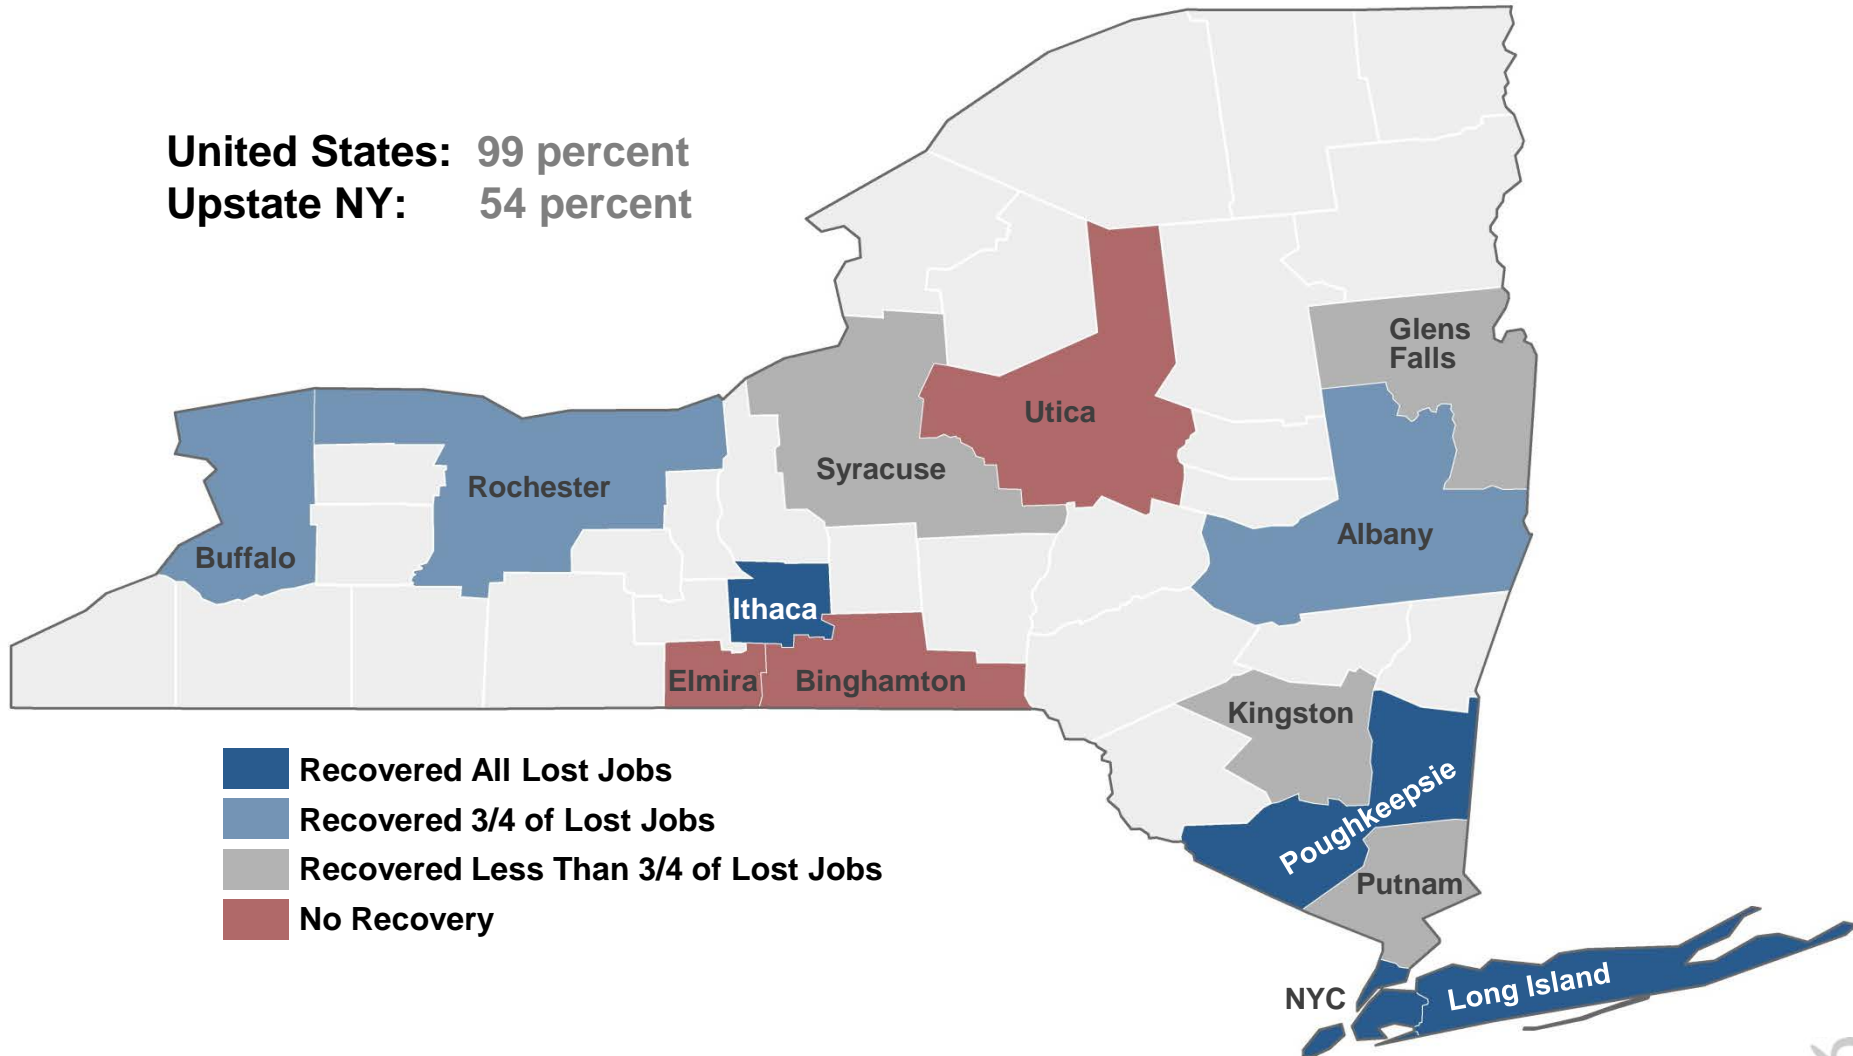 United States: 99 percent
Upstate NY: 54 percent
Glens
Falls
Utica
Syracuse
Rochester
Albany
Buffalo
Ithaca
Elmira
Binghamton
Kingston
Poughkeepsie
Putnam
NYC
Long Island
Recovered All Lost Jobs
Recovered 3/4 of Lost Jobs
Recovered Less Than 3/4 of Lost Jobs
No Recovery